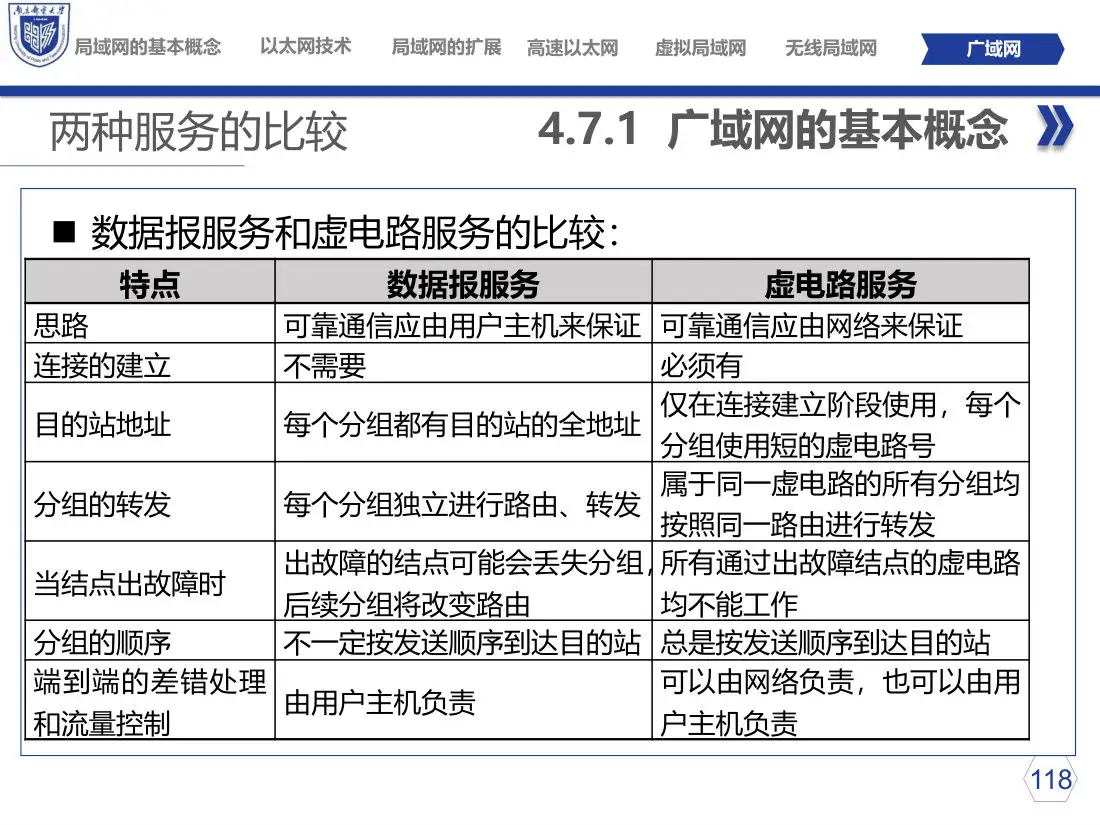 局域网的基本概念 以太网技术 局域网的扩展 高速以太网 虚拟局域网 无线局域网 广域网
两种服务的比较 4.7.1 广域网的基本概念
■ 数据报服务和虚电路服务的比较：
特点 数据报服务 虚电路服务
思路 可靠通信应由用户主机来保证 可靠通信应由网络来保证
连接的建立 不需要 必须有
目的站地址 每个分组都有目的站的全地址 仅在连接建立阶段使用，每个
分组使用短的虚电路号
分组的转发 每个分组独立进行路由、转发 属于同一虚电路的所有分组均
按照同一路由进行转发
当结点出故障时 出故障的结点可能会丢失分组，
后续分组将改变路由 所有通过出故障结点的虚电路
均不能工作
分组的顺序 不一定按发送顺序到达目的站 总是按发送顺序到达目的站
端到端的差错处理
和流量控制 由用户主机负责 可以由网络负责，也可以由用
户主机负责
118